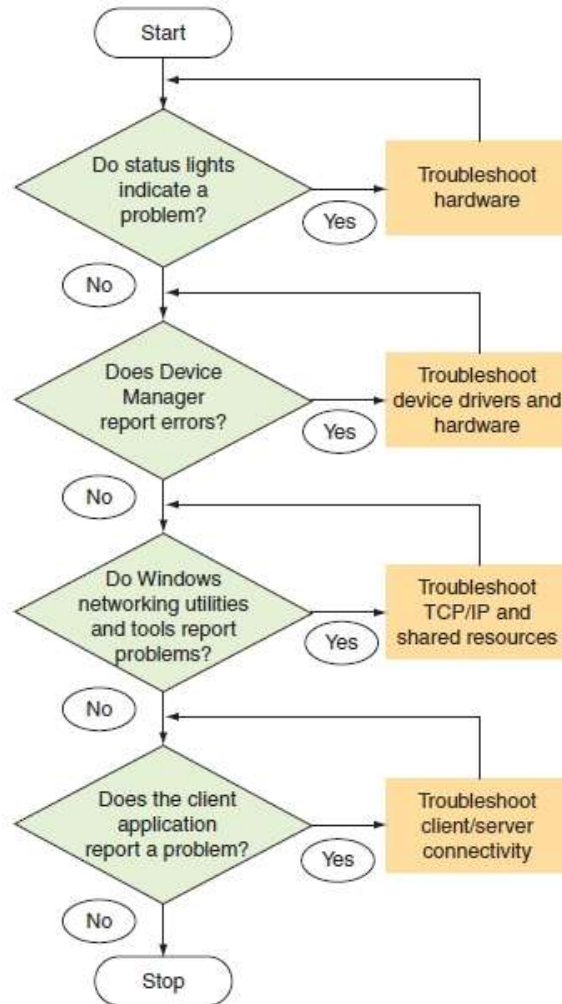 Start
Do status lights
indicate a
problem?
Yes
Troubleshoot
hardware
No
Does Device
Manager
report errors?
Yes
Troubleshoot
device drivers and
hardware
No
Do Windows
networking utilities
and tools report
problems?
Yes
Troubleshoot
TCP/IP and
shared resources
No
Does the client
application
report a problem?
Yes
Troubleshoot
client/server
connectivity
No
Stop